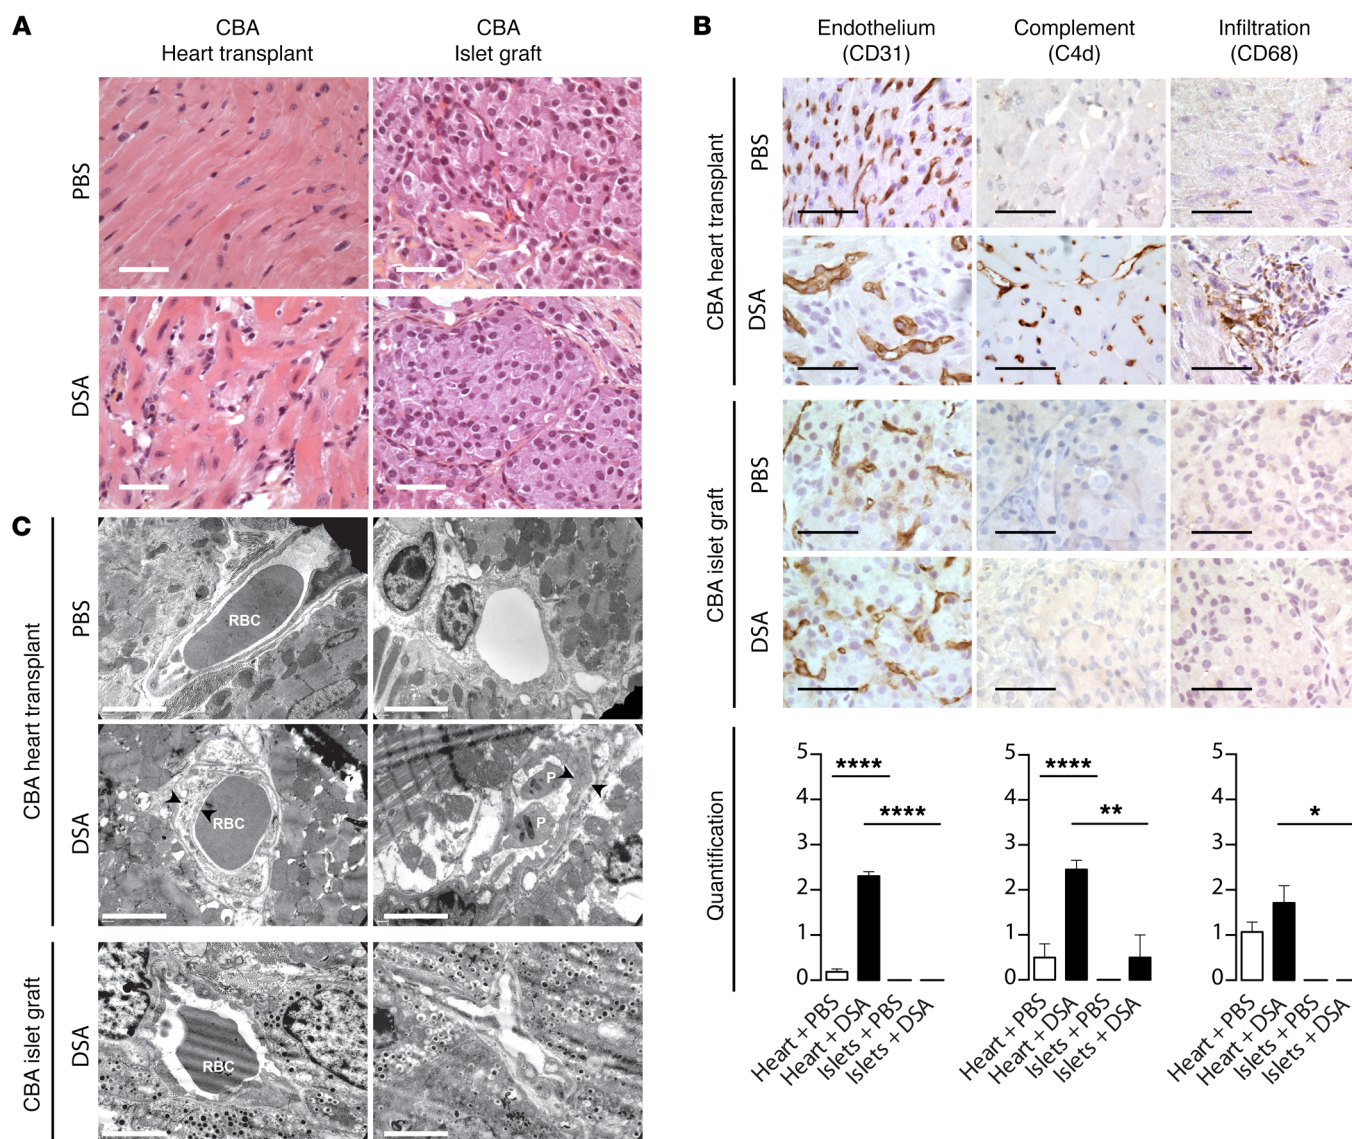 A
CBA
Heart transplant
CBA
Islet graft
PBS
DSA
B
Endothelium
(CD31)
Complement
(C4d)
Infiltration
(CD68)
CBA heart transplant
PBS
DSA
CBA islet graft
PBS
DSA
C
CBA heart transplant
PBS
RBC
DSA
RBC
P
P
CBA islet graft
DSA
RBC
Quantification
5
4
3
2
1
0
****
****
Heart + PBS
Heart + DSA
Islets + PBS
Islets + DSA
5
4
3
2
1
0
****
**
Heart + PBS
Heart + DSA
Islets + PBS
Islets + DSA
5
4
3
2
1
0
*
Heart + PBS
Heart + DSA
Islets + PBS
Islets + DSA